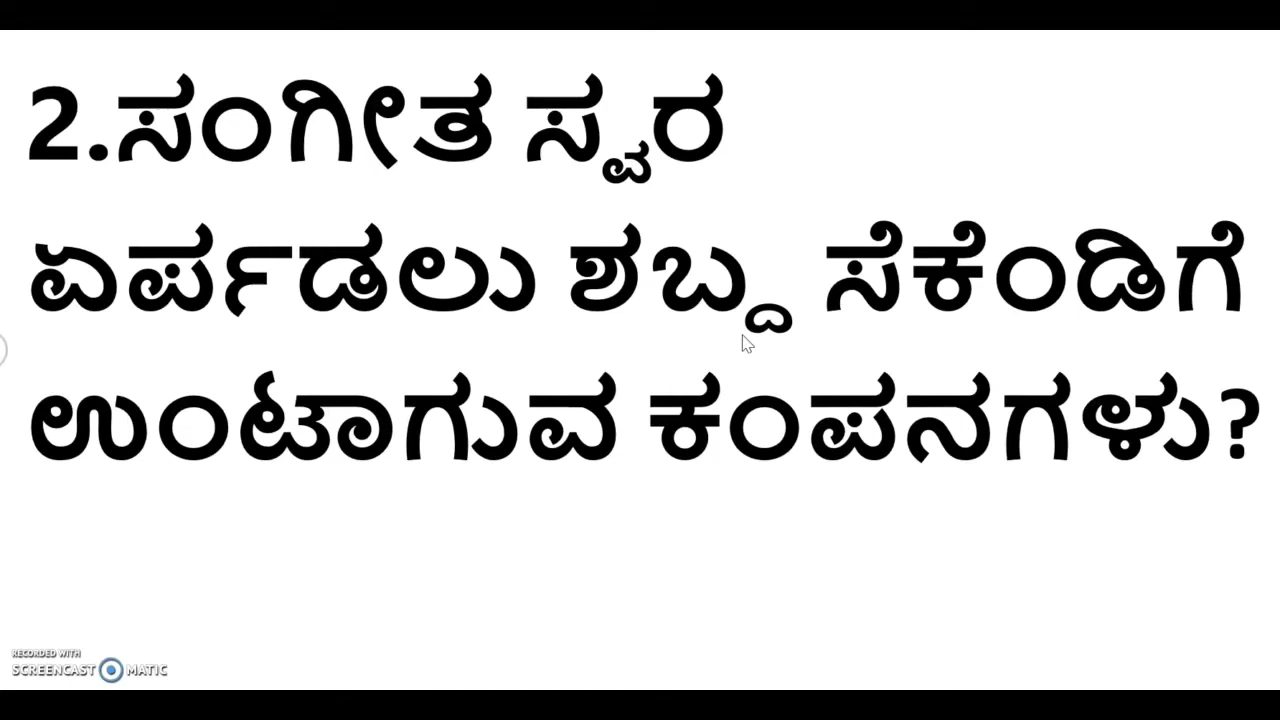 2.ಸಂಗೀತ ಸ್ವರ
ಏರ್ಪಡಲು ಶಬ್ದ ಸೆಕೆಂಡಿಗೆ
ಉಂಟಾಗುವ ಕಂಪನಗಳು?
RECORDED WITH
SCREENCAST MATIC